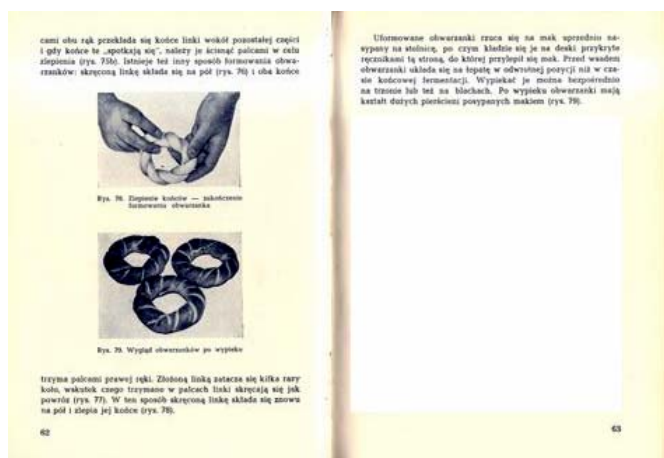 cami obu rąk przekłada się końce linki wokół pozostałej części
i gdy końce te „spotkają się", należy je ścisnąć palcami w celu
zlepienia (rys. 75b). Istnieje też inny sposób formowania obwa-
rzanków: skręconą linkę składa się na pół (rys. 76) i oba końce
Rys. 78. Zlepienie końców — zakończenie
formowania obwarzanka
Rys. 79. Wygląd obwarzanków po wypieku
trzyma palcami prawej ręki. Złożoną linką zatacza się kilka razy
koło, wskutek czego trzymane w palcach linki skręcają się jak
powróz (rys. 77). W ten sposób skręconą linkę składa się znowu
na pół i zlepia jej końce (rys. 78).
62
Uformowane obwarzanki rzuca się na mak uprzednio na-
sypany na stolnicę, po czym kładzie się je na deski przykryte
ręcznikami tą stroną, do której przylepił się mak. Przed wsadem
obwarzanki układa się na łopatę w odwrotnej pozycji niż w cza-
sie końcowej fermentacji. Wypiekać je można bezpośrednio
na trzonie lub też na blachach. Po wypieku obwarzanki mają
kształt dużych pierścieni posypanych makiem (rys. 79).
63